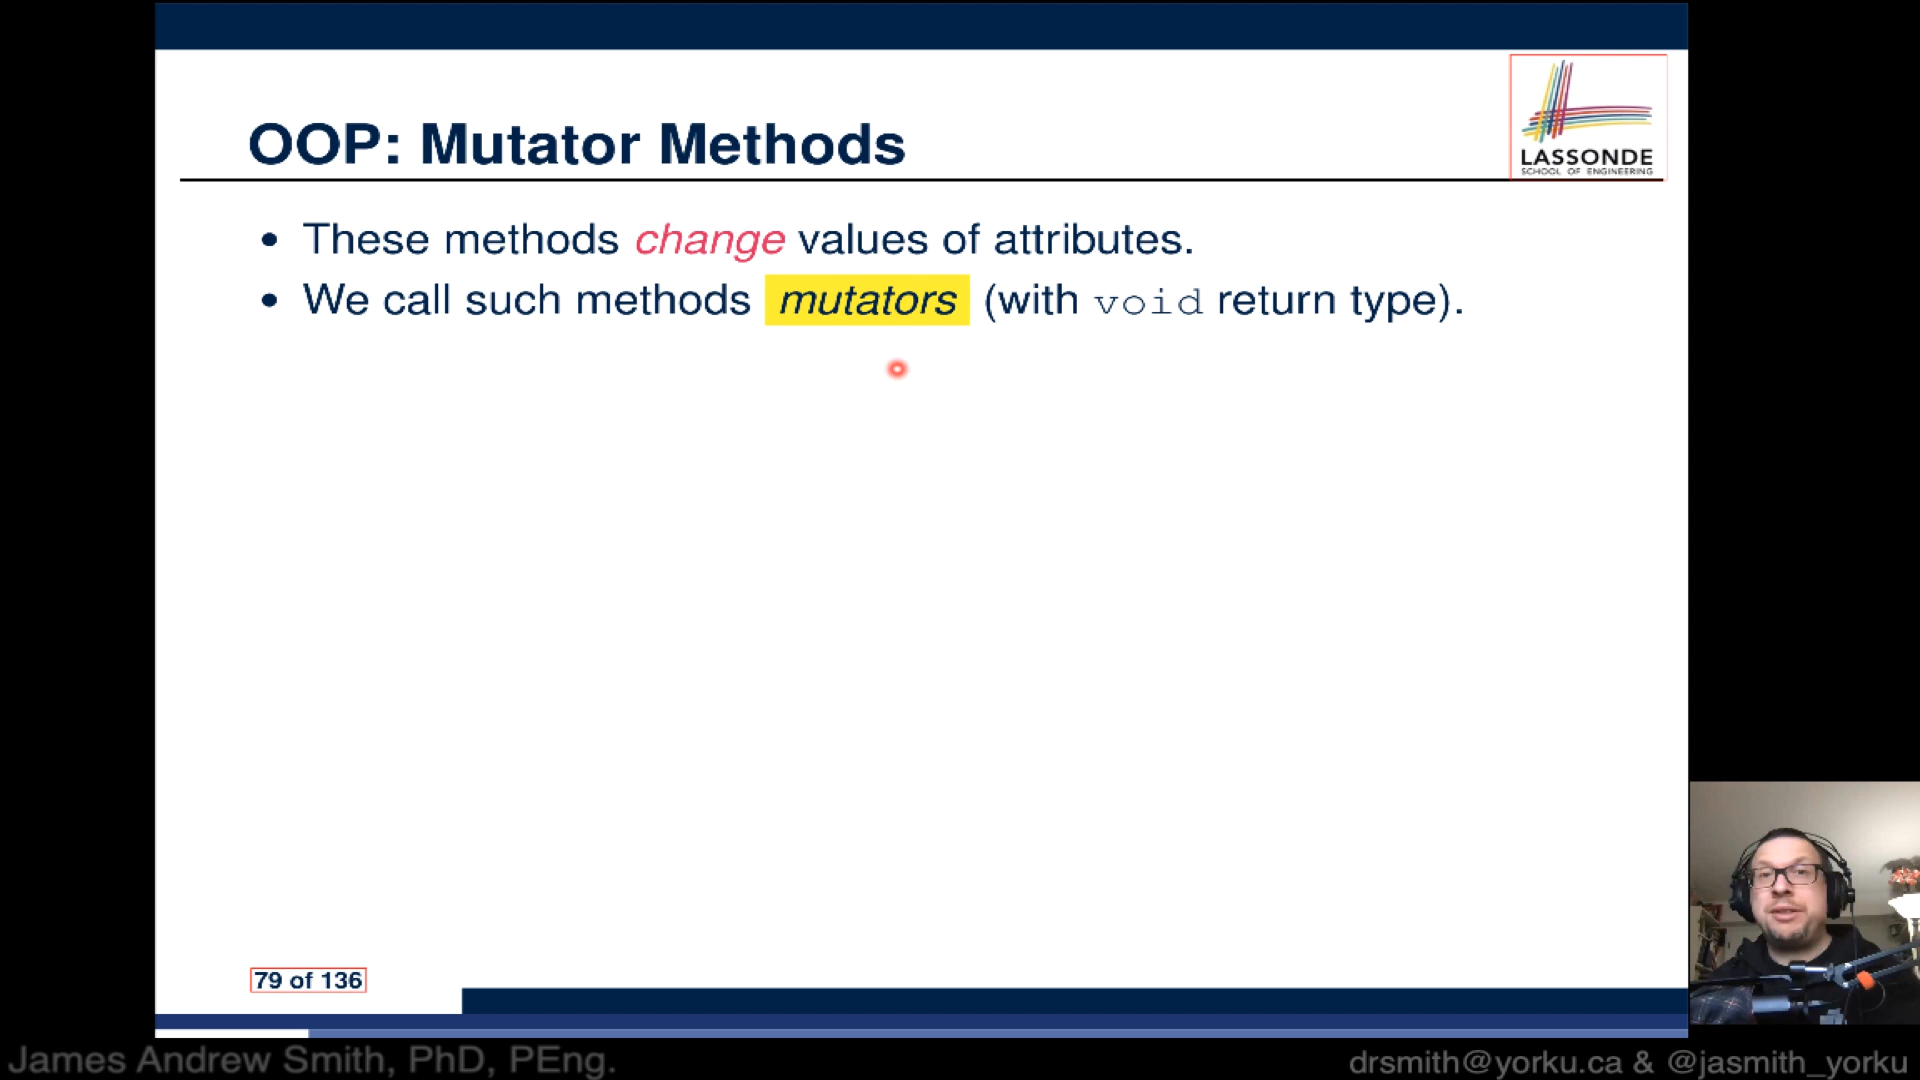 OOP: Mutator Methods
LASSONDE
SCHOOL OF ENGINEERING
• These methods change values of attributes.
• We call such methods mutators (with void return type).
79 of 136
James Andrew Smith, PhD, PEng.
drsmith@yorku.ca & @jasmith_yorku